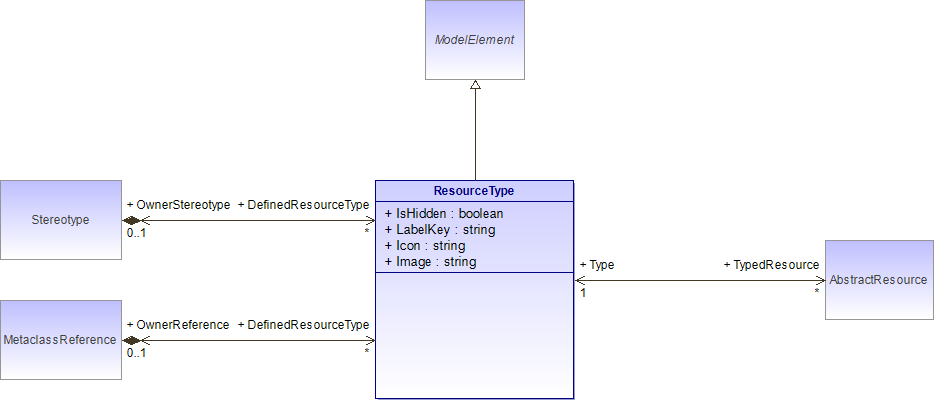 ModelElement
ResourceType
+ IsHidden : boolean
+ LabelKey : string
+ Icon : string
+ Image : string
Stereotype
+ OwnerStereotype
+ DefinedResourceType
0..1
*
MetaclassReference
+ OwnerReference
+ DefinedResourceType
0..1
*
+ Type
+ TypedResource
1
*
AbstractResource